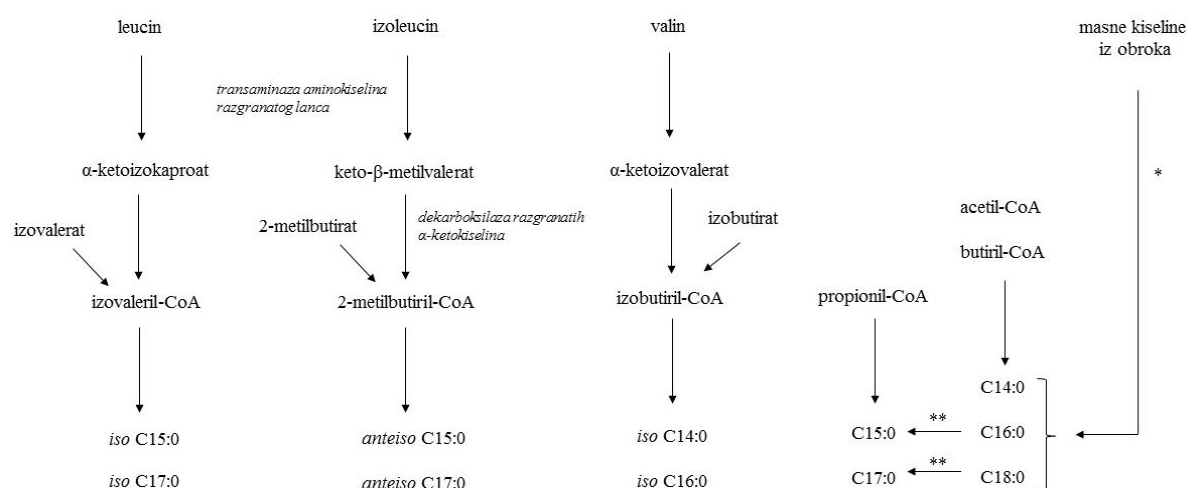 leucin
izoleucin
valin
masne kiseline
iz obroka
transaminaza aminokiselina
razgranatog lanca
α-ketoizokaproat
keto-β-metilvalerat
α-ketoizovalerat
*
acetil-CoA
izovalerat
2-metilbutirat
dekarboksilaza razgranatih
α-ketokiselina
izobutirat
butiril-CoA
izovaleril-CoA
2-metilbutiril-CoA
izobutiril-CoA
propionil-CoA
C14:0
iso C15:0
anteiso C15:0
iso C14:0
C15:0
**
C16:0
iso C17:0
anteiso C17:0
iso C16:0
C17:0
**
C18:0